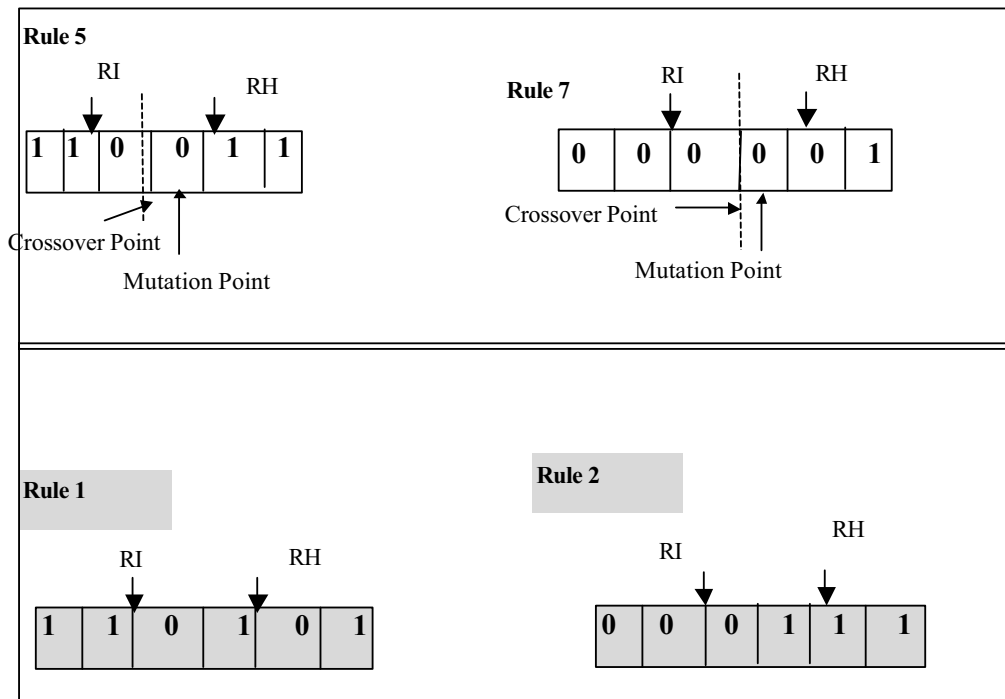 Rule 5
RI
RH
1 1 0 0 1 1
Crossover Point
Mutation Point
Rule 7
RI
RH
0 0 0 0 0 1
Crossover Point
Mutation Point
Rule 1
RI
RH
1 1 0 1 0 1
Rule 2
RI
RH
0 0 0 1 1 1